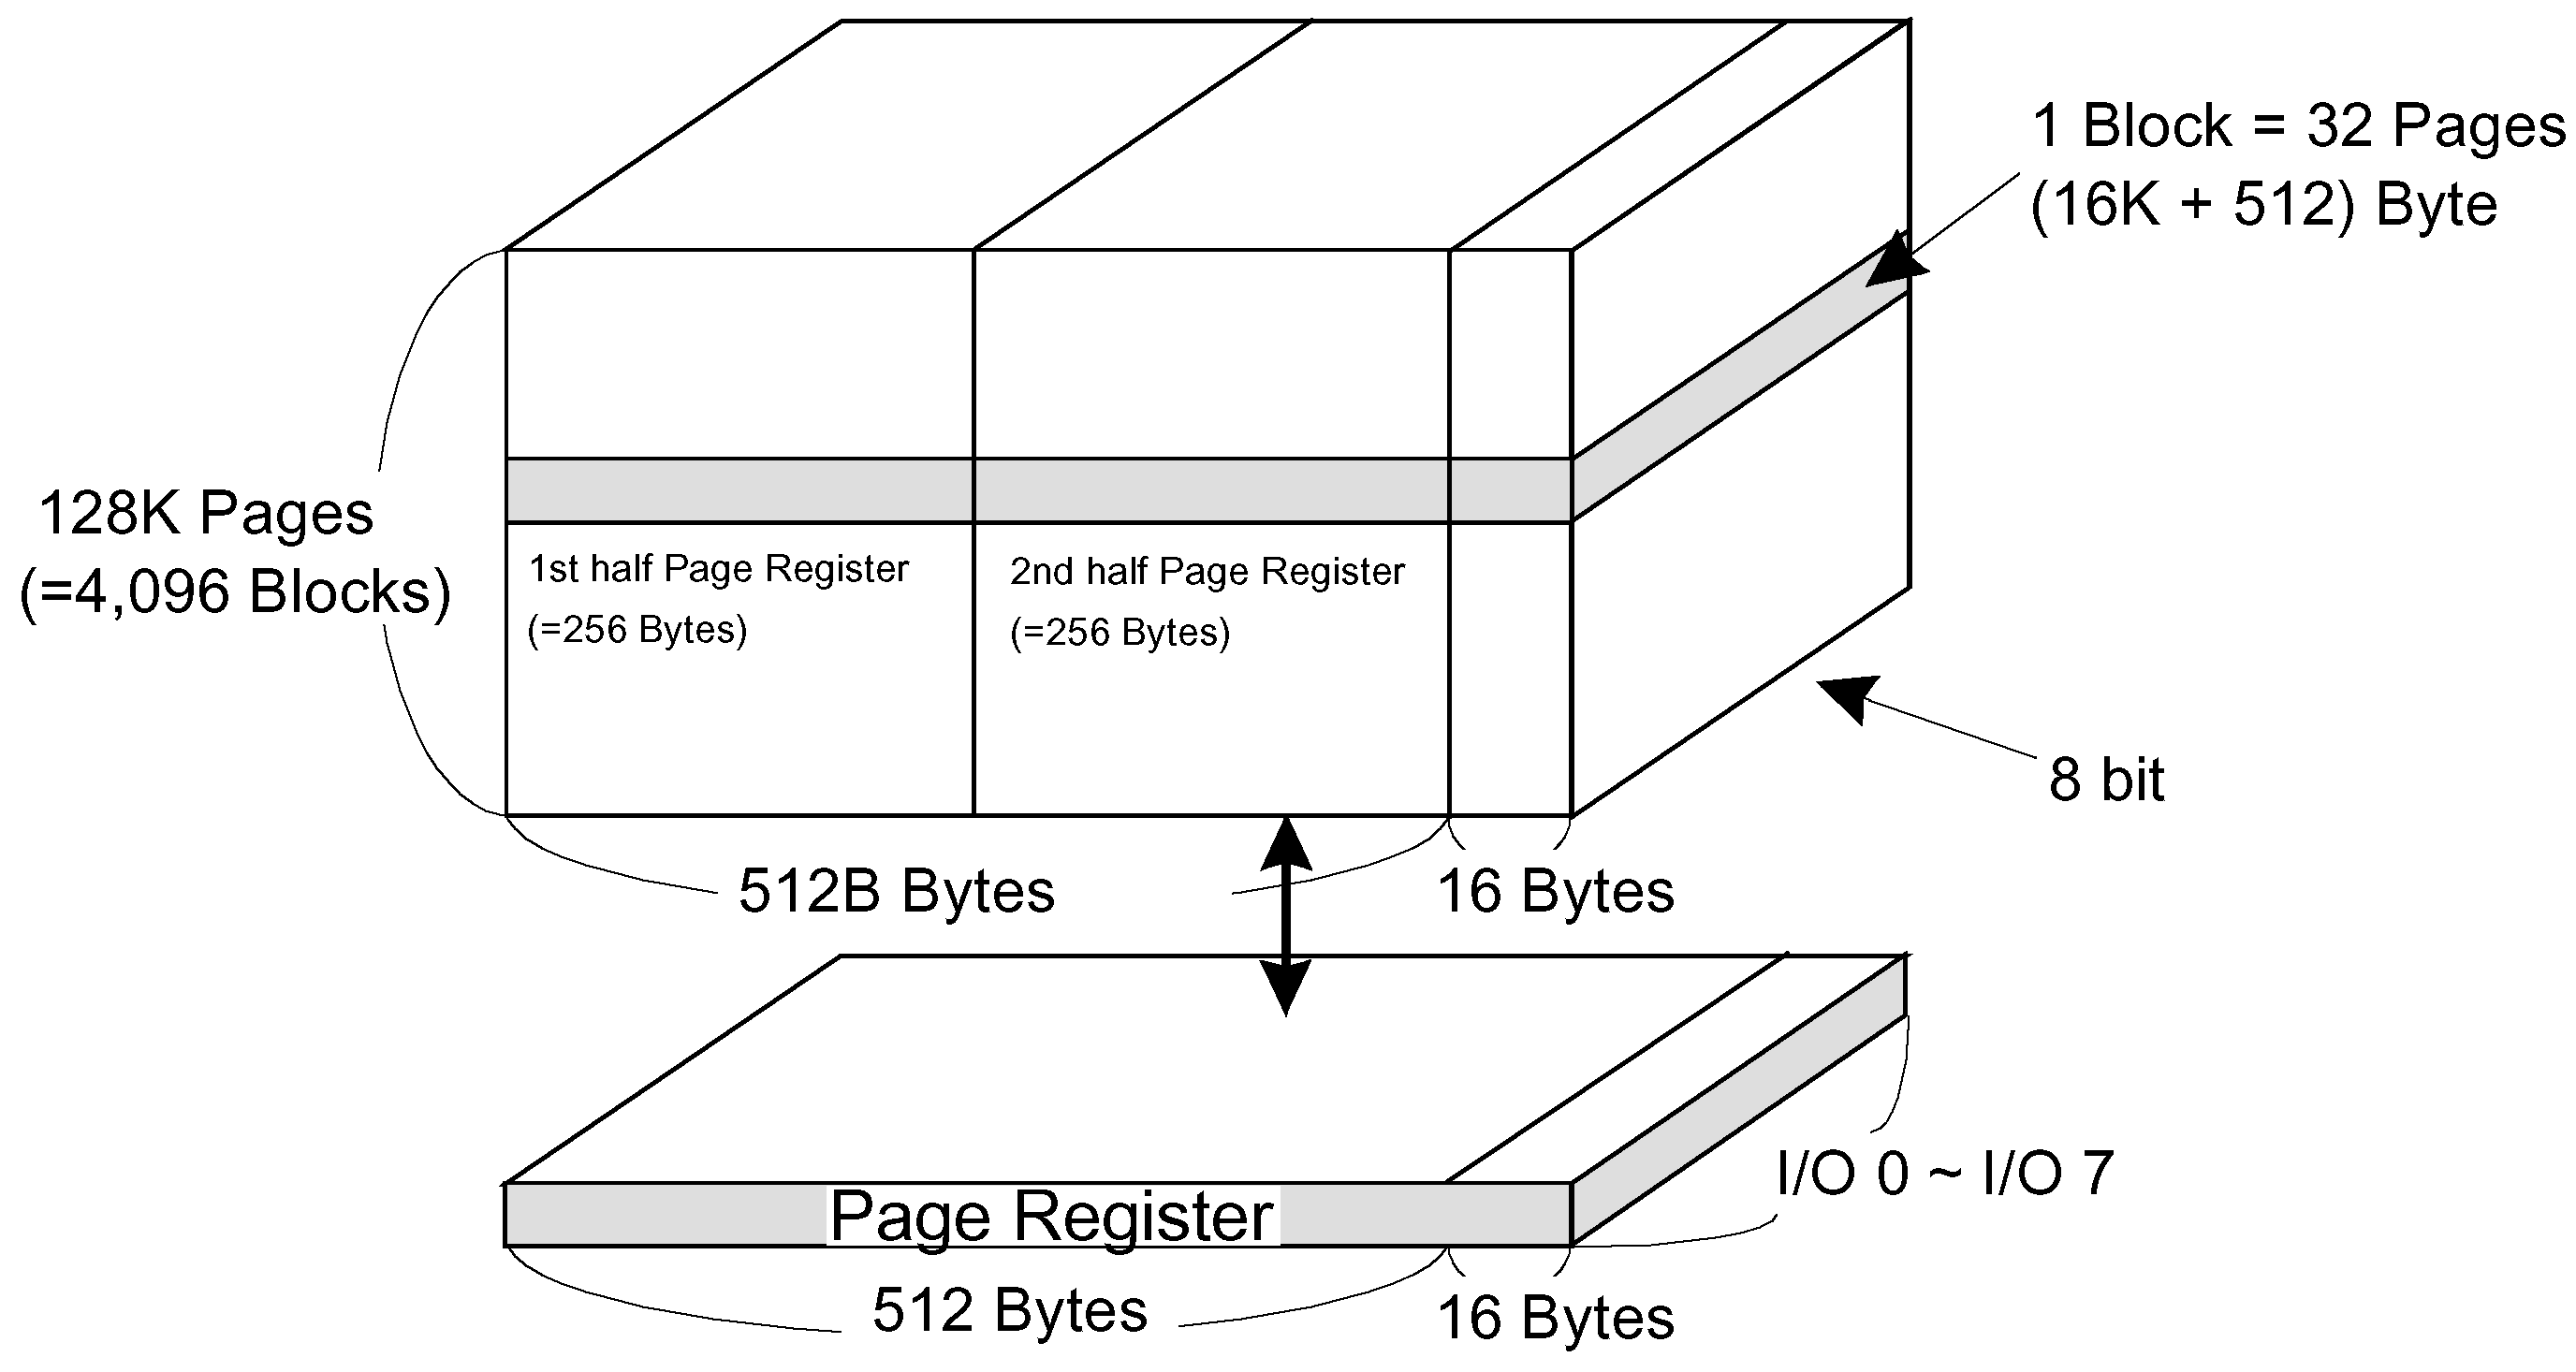 1 Block = 32 Pages
(16K + 512) Byte
128K Pages
(=4,096 Blocks)
1st half Page Register
(=256 Bytes)
2nd half Page Register
(=256 Bytes)
8 bit
512B Bytes
16 Bytes
I/O 0 ~ I/O 7
Page Register
512 Bytes
16 Bytes